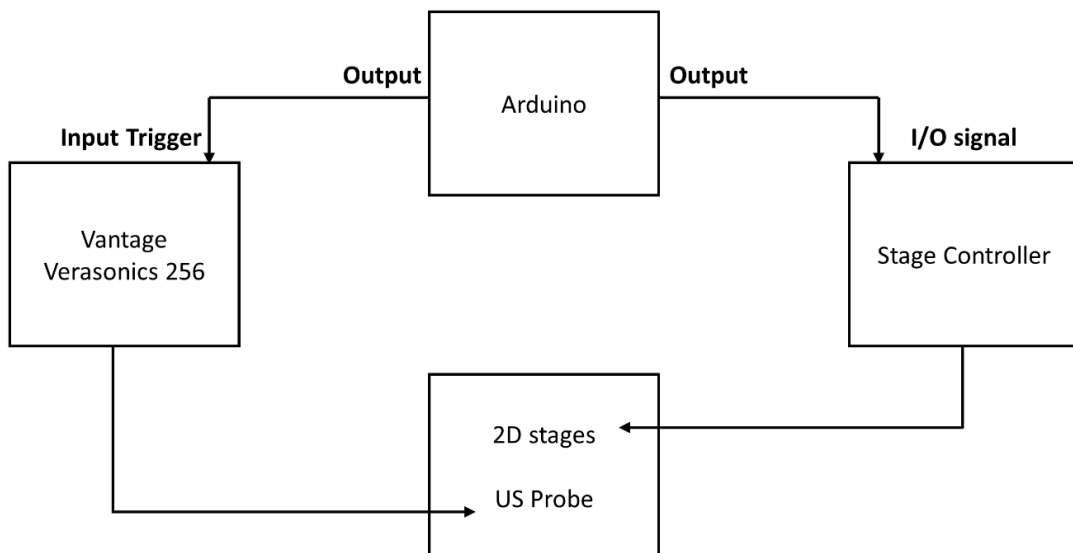 Output
Arduino
Output
Input Trigger
I/O signal
Vantage
Verasonics 256
Stage Controller
2D stages
US Probe